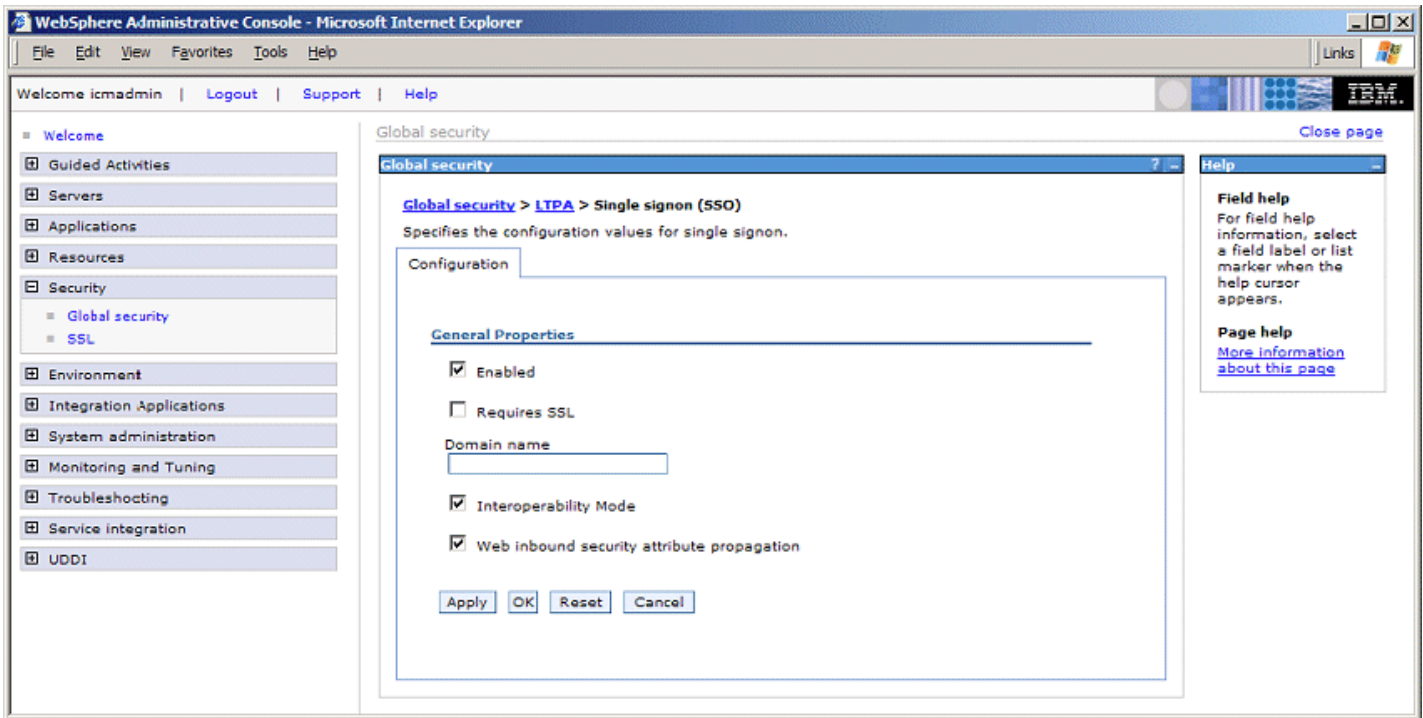 WebSphere Administrative Console - Microsoft Internet Explorer
File Edit View Favorites Tools Help Links
Welcome icmadmin | Logout | Support | Help IBM.
Welcome
Guided Activities
Servers
Applications
Resources
Security
Global security
SSL
Environment
Integration Applications
System administration
Monitoring and Tuning
Troubleshooting
Service integration
UDDI
Global security Close page
Global security ? -
Global security > LTPA > Single signon (SSO)
Specifies the configuration values for single signon.
Configuration
General Properties
Enabled
Requires SSL
Domain name
Interoperability Mode
Web inbound security attribute propagation
Apply OK Reset Cancel
Help -
Field help
For field help
information, select
a field label or list
marker when the
help cursor
appears.
Page help
More information
about this page